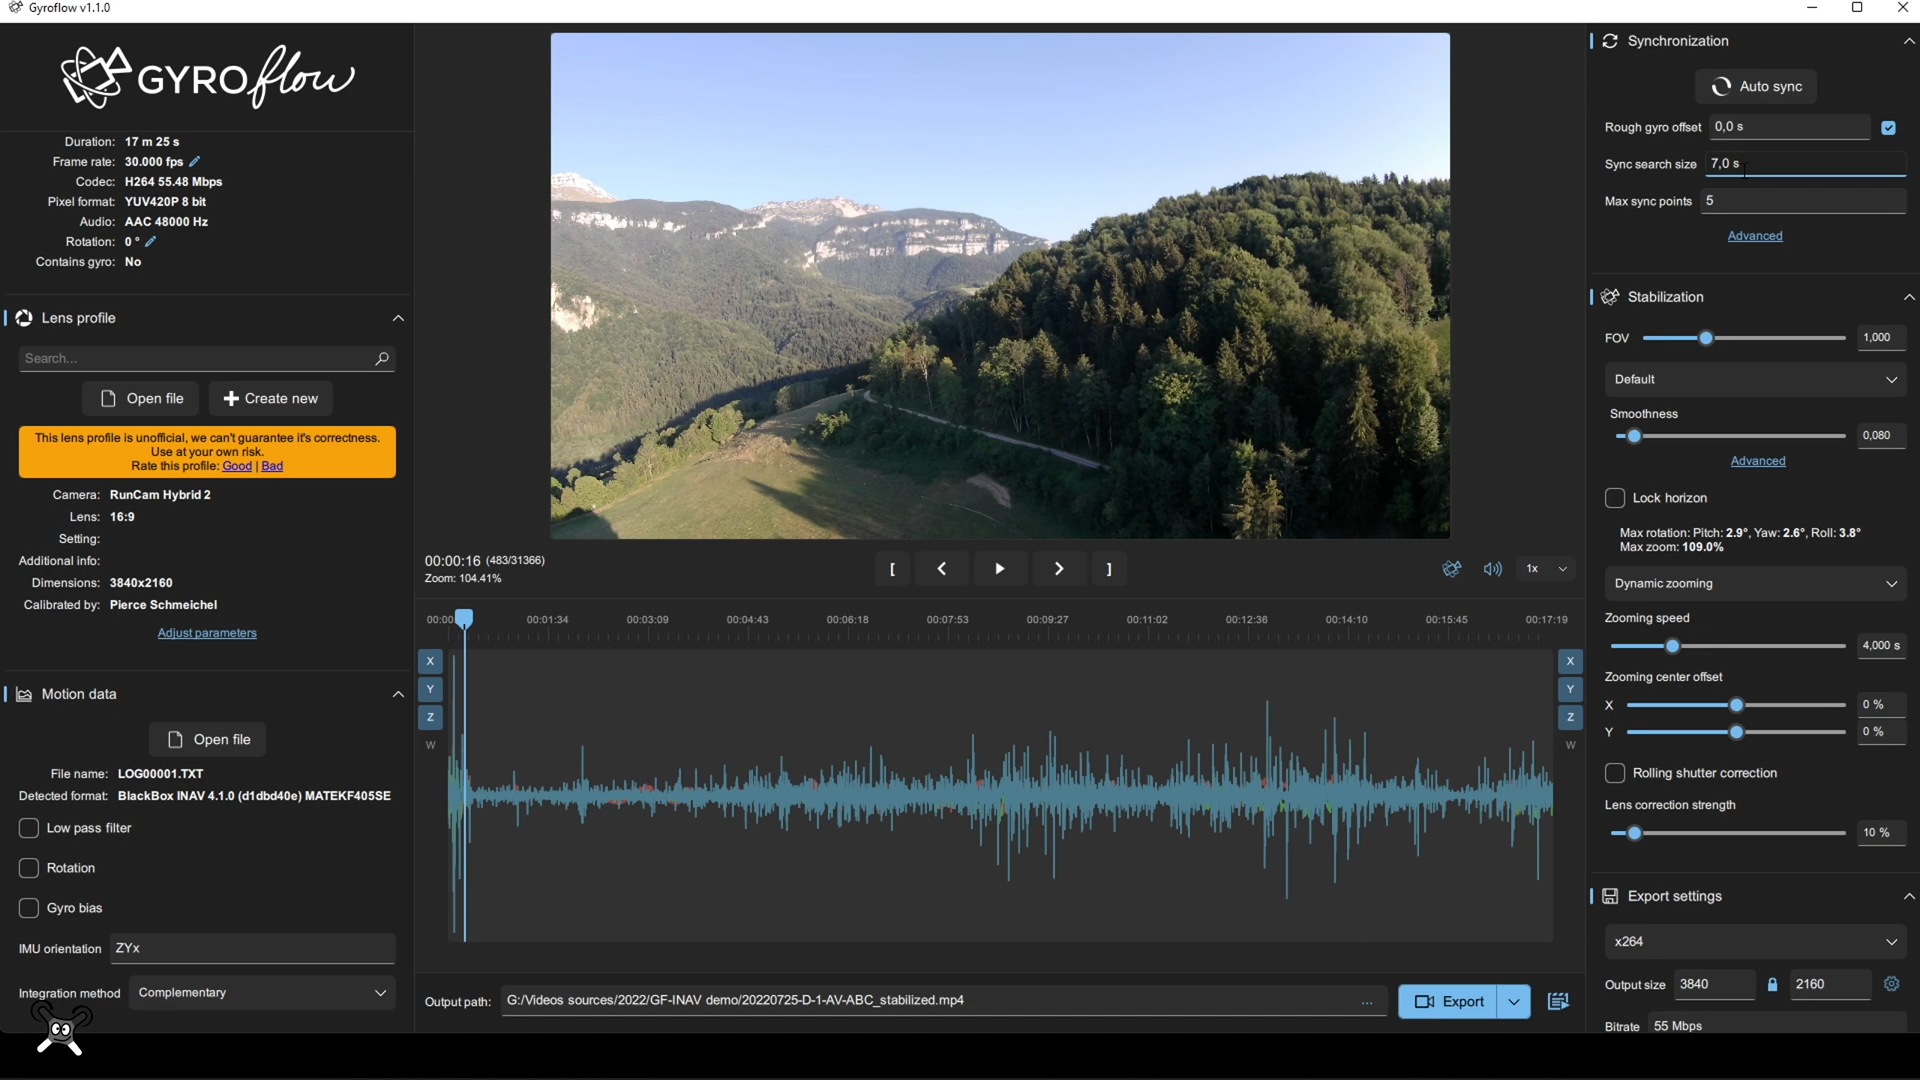 Gyroflow v1.1.0
GYROflow
Duration: 17 m 25 s
Frame rate: 30.000 fps
Codec: H264 55.48 Mbps
Pixel format: YUV420P 8 bit
Audio: AAC 48000 Hz
Rotation: 0 °
Contains gyro: No
Lens profile
Search...
Open file
Create new
This lens profile is unofficial, we can't guarantee it's correctness.
Use at your own risk.
Rate this profile: Good | Bad
Camera: RunCam Hybrid 2
Lens: 16:9
Setting:
Additional info:
Dimensions: 3840x2160
Calibrated by: Pierce Schmeichel
Adjust parameters
Motion data
Open file
File name: LOG00001.TXT
Detected format: BlackBox INAV 4.1.0 (d1dbd40e) MATEKF405SE
Low pass filter
Rotation
Gyro bias
IMU orientation ZYx
Integration method Complementary
00:00:16 (483/31366)
Zoom: 104.41%
[
]
1x
00:00 00:01:34 00:03:09 00:04:43 00:06:18 00:07:53 00:09:27 00:11:02 00:12:36 00:14:10 00:15:45 00:17:19
X X
Y Y
Z Z
W W
Output path: G:/Videos sources/2022/GF-INAV demo/20220725-D-1-AV-ABC_stabilized.mp4 ...
Export
Synchronization
Auto sync
Rough gyro offset 0,0 s
Sync search size 7,0 s
Max sync points 5
Advanced
Stabilization
FOV 1,000
Default
Smoothness
0,080
Advanced
Lock horizon
Max rotation: Pitch: 2.9°, Yaw: 2.6°, Roll: 3.8°
Max zoom: 109.0%
Dynamic zooming
Zooming speed
4,000 s
Zooming center offset
X 0 %
Y 0 %
Rolling shutter correction
Lens correction strength
10 %
Export settings
x264
Output size 3840 2160
Bitrate 55 Mbps